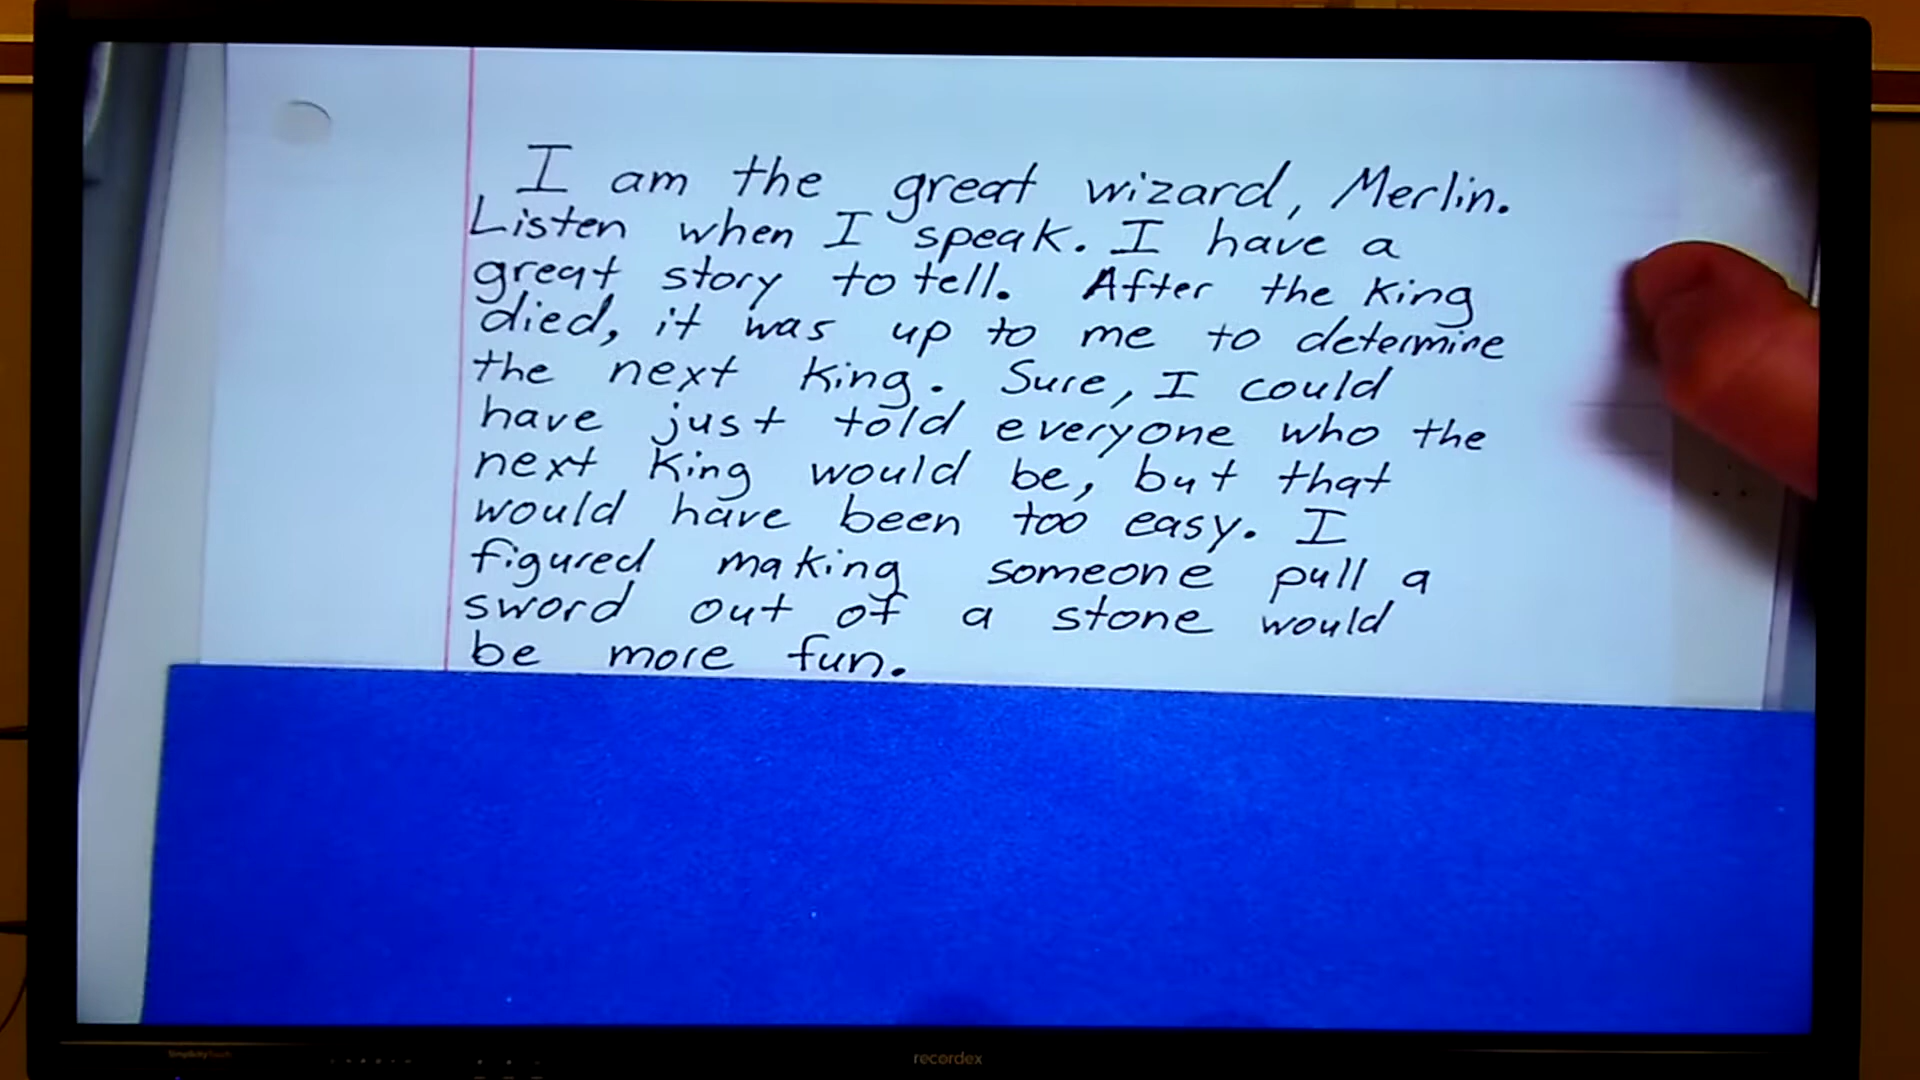 I am the great wizard, Merlin.
Listen when I speak. I have a
great story to tell. After the king
died, it was up to me to determine
the next king. Sure, I could
have just told everyone who the
next king would be, but that
would have been too easy. I
figured making someone pull a
sword out of a stone would
be more fun.
recordex